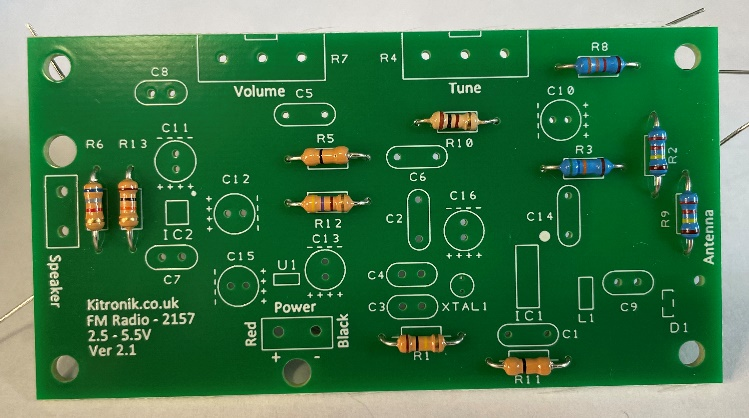 R7
R4
R8
Volume
Tune
C8
C5
C10
C11
R6
R13
R5
R10
R3
R2
C6
C12
R12
C2
C16
C14
R9
Antenna
IC2
C13
Speaker
C7
C15
U1
C4
C3
XTAL1
IC1
L1
C9
D1
Kitronik.co.uk
FM Radio - 2157
2.5 - 5.5V
Ver 2.1
Power
Red
Black
+ -
R1
C1
R11